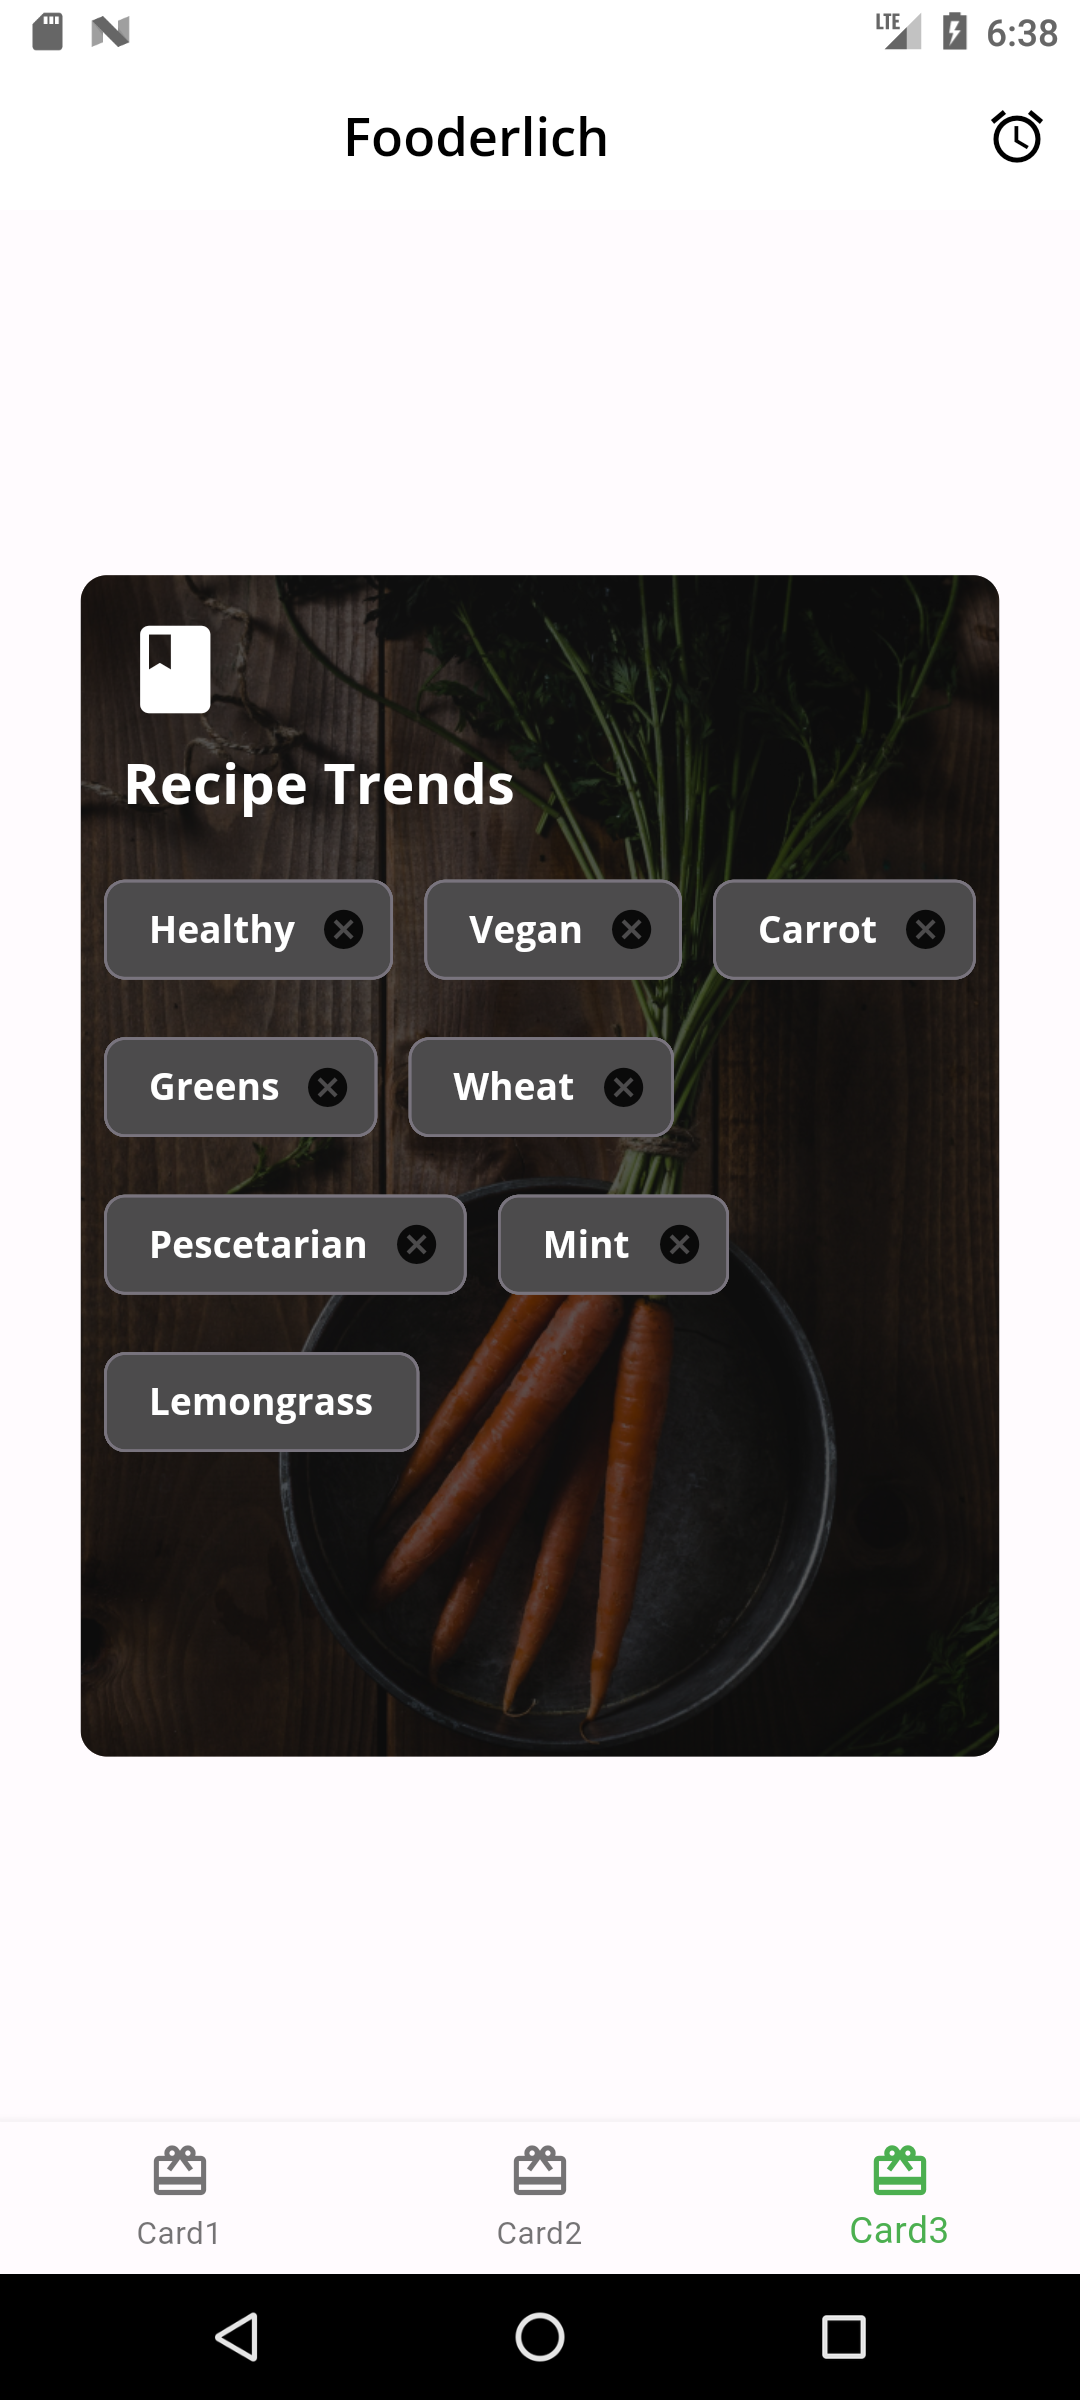 LTE 6:38
Fooderlich
Recipe Trends
Healthy Vegan Carrot
Greens Wheat
Pescetarian Mint
Lemongrass
Card1 Card2 Card3